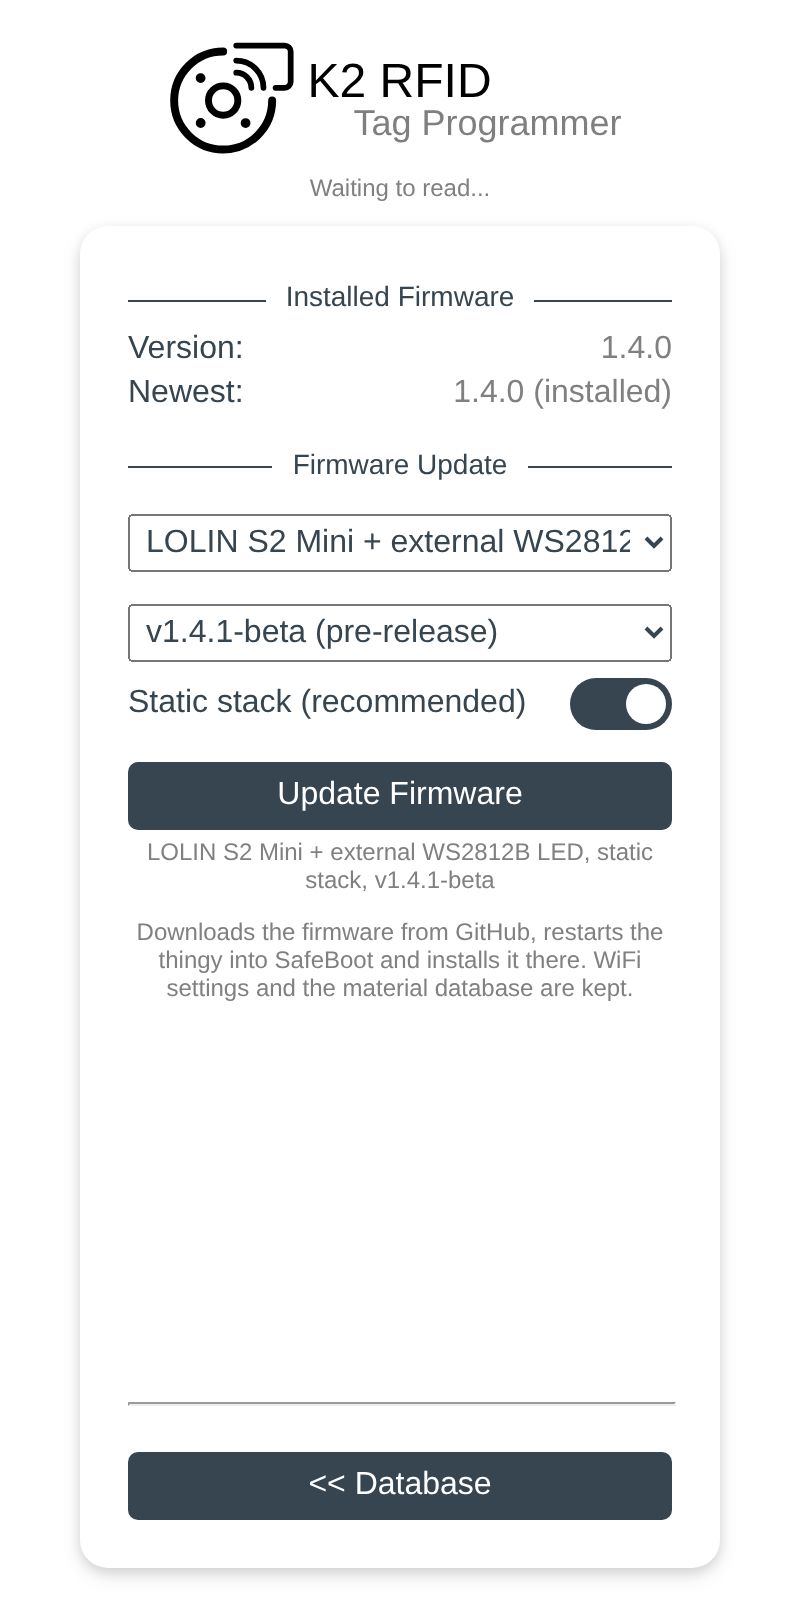 K2 RFID
Tag Programmer
Waiting to read...
Installed Firmware
Version: 1.4.0
Newest: 1.4.0 (installed)
Firmware Update
LOLIN S2 Mini + external WS2812
v1.4.1-beta (pre-release)
Static stack (recommended)
Update Firmware
LOLIN S2 Mini + external WS2812B LED, static
stack, v1.4.1-beta
Downloads the firmware from GitHub, restarts the
thingy into SafeBoot and installs it there. WiFi
settings and the material database are kept.
<< Database